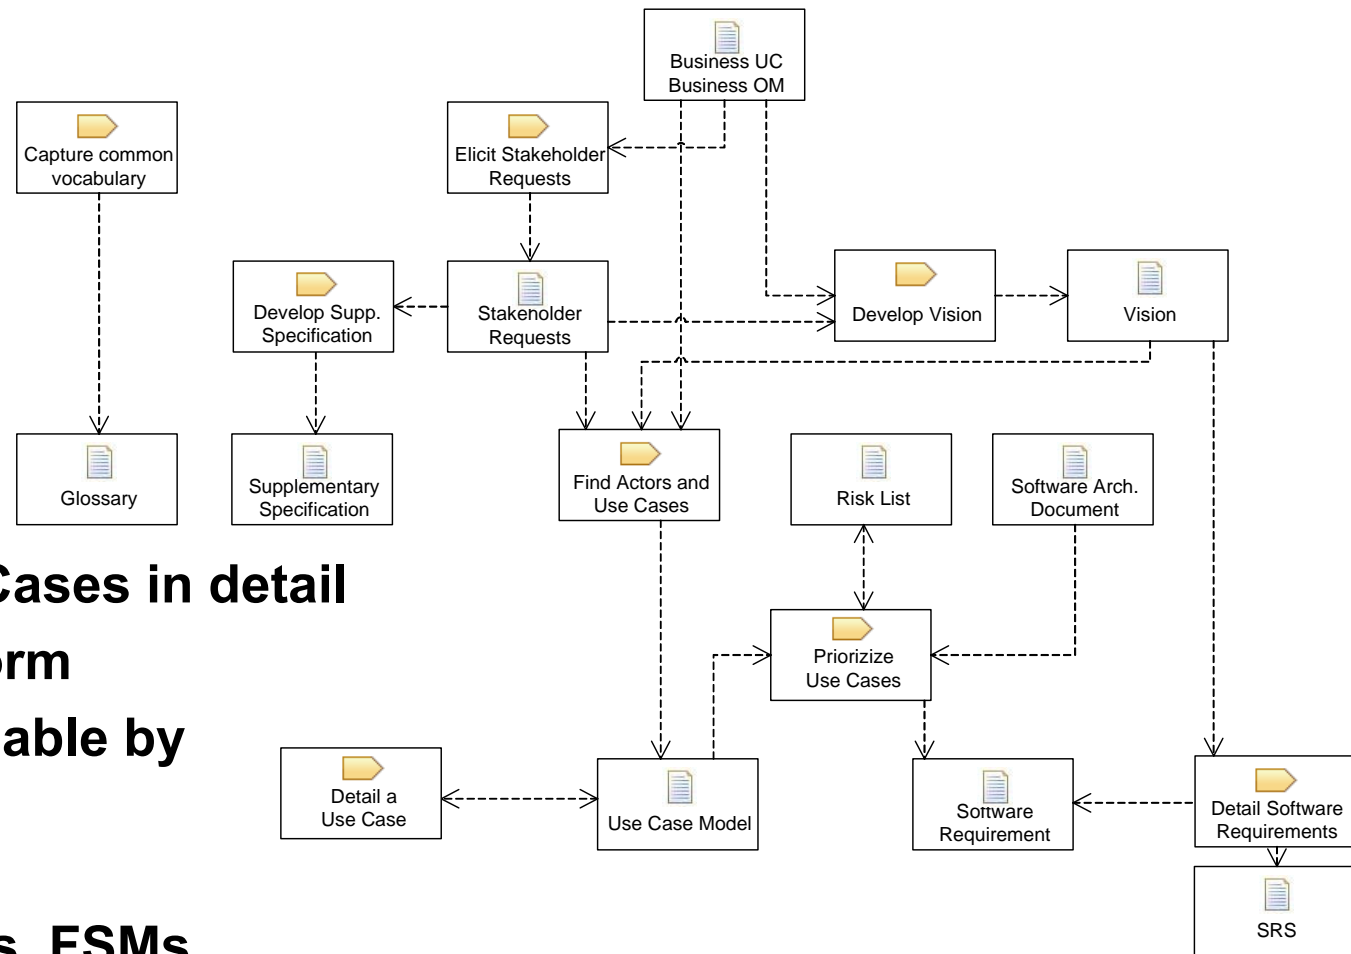 Business UC
Business OM
Capture common
vocabulary
Elicit Stakeholder
Requests
Develop Supp.
Specification
Stakeholder
Requests
Develop Vision
Vision
Glossary
Supplementary
Specification
Find Actors and
Use Cases
Risk List
Software Arch.
Document
Cases in detail
orm
Priorizize
Use Cases
able by
Detail a
Use Case
Use Case Model
Software
Requirement
Detail Software
Requirements
SRS
s, FSMs